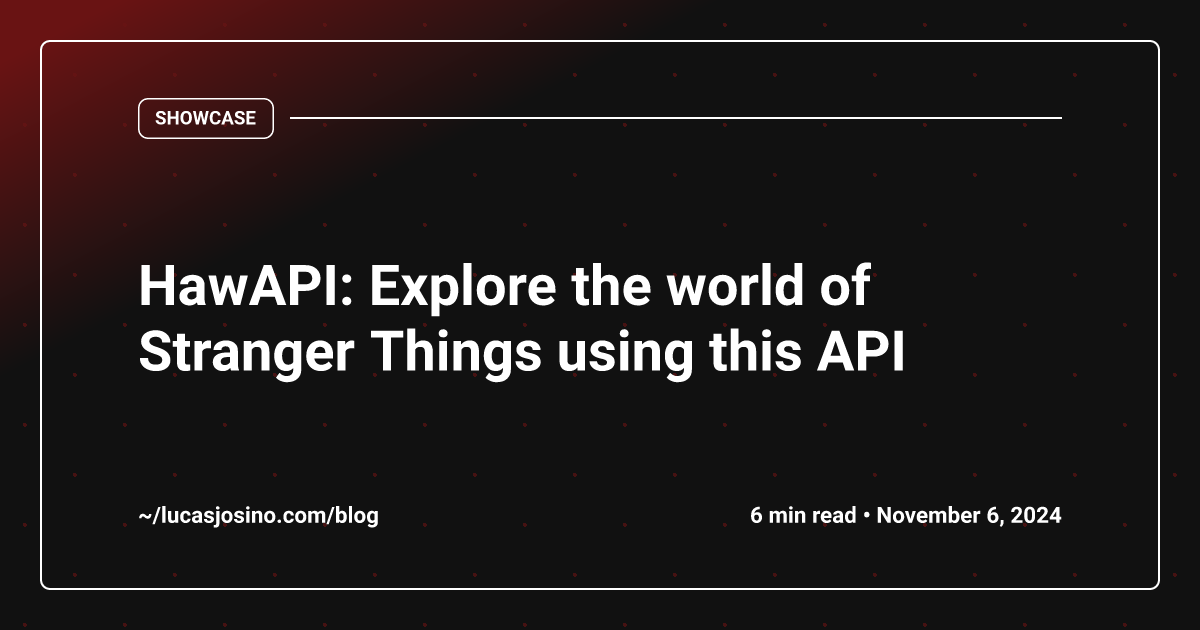 SHOWCASE
HawAPI: Explore the world of
Stranger Things using this API
~/lucasjosino.com/blog
6 min read • November 6, 2024